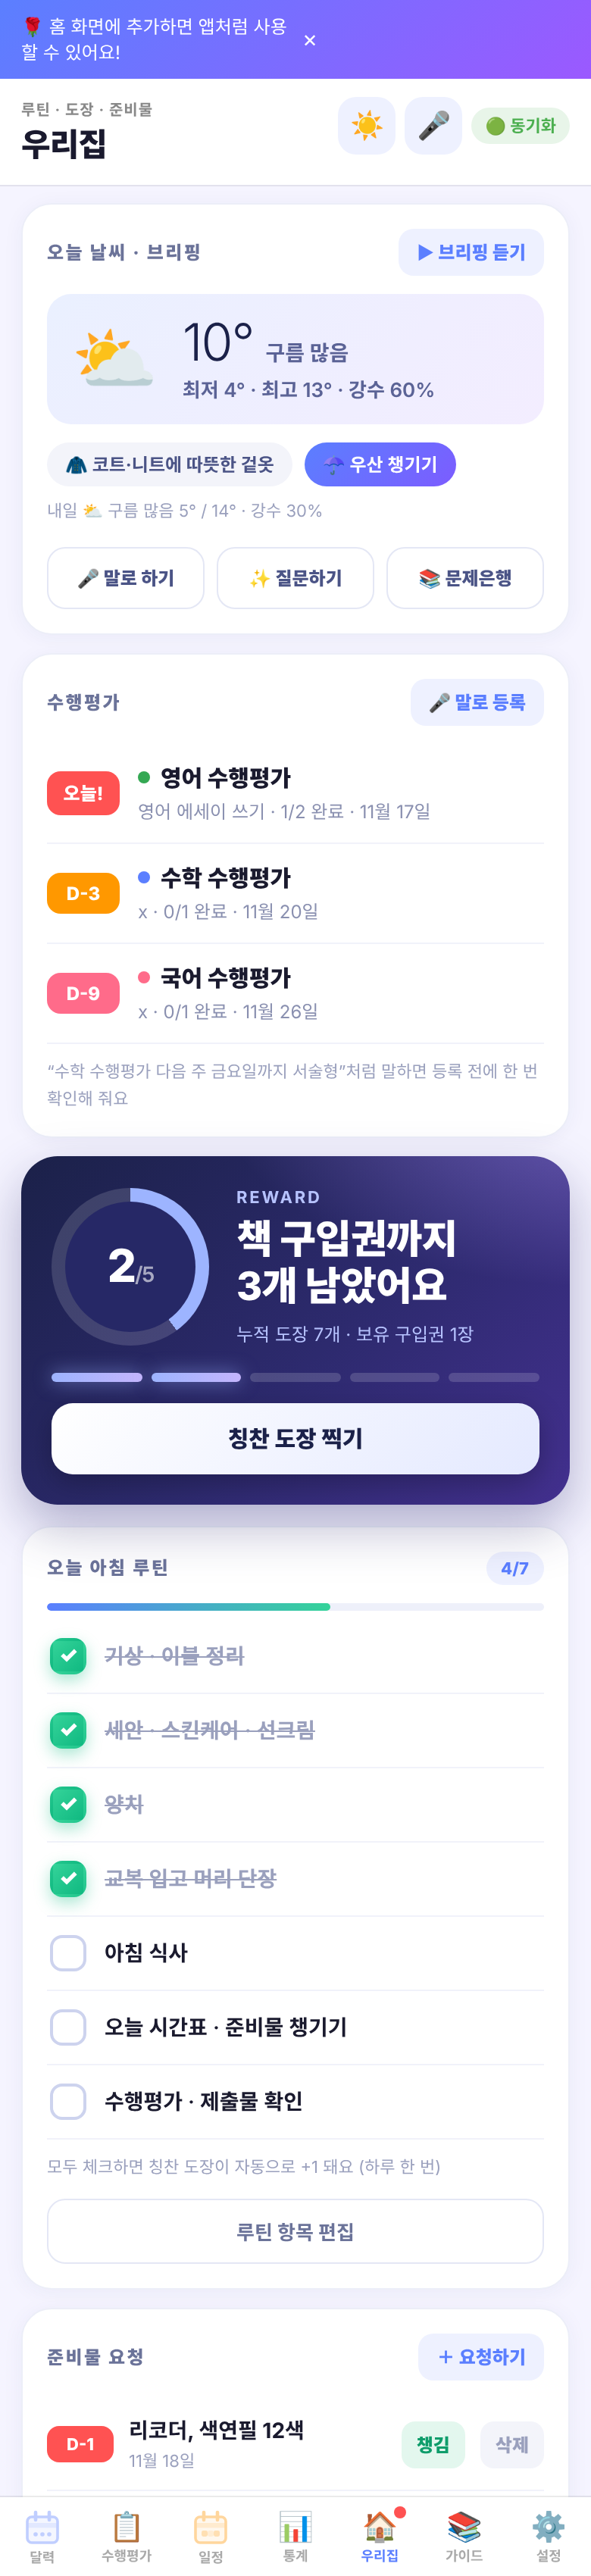 🌹 홈 화면에 추가하면 앱처럼 사용
할 수 있어요!
✕
루틴 · 도장 · 준비물
우리집
동기화
오늘 날씨 · 브리핑
▶ 브리핑 듣기
10° 구름 많음
최저 4° · 최고 13° · 강수 60%
🧥 코트·니트에 따뜻한 겉옷
☂️ 우산 챙기기
내일 ⛅ 구름 많음 5° / 14° · 강수 30%
🎤 말로 하기
✨ 질문하기
📚 문제은행
수행평가
🎤 말로 등록
오늘!
영어 수행평가
영어 에세이 쓰기 · 1/2 완료 · 11월 17일
D-3
수학 수행평가
x · 0/1 완료 · 11월 20일
D-9
국어 수행평가
x · 0/1 완료 · 11월 26일
“수학 수행평가 다음 주 금요일까지 서술형”처럼 말하면 등록 전에 한 번
확인해 줘요
2/5
REWARD
책 구입권까지
3개 남았어요
누적 도장 7개 · 보유 구입권 1장
칭찬 도장 찍기
오늘 아침 루틴
4/7
기상 · 이불 정리
세안 · 스킨케어 · 선크림
양치
교복 입고 머리 단장
아침 식사
오늘 시간표 · 준비물 챙기기
수행평가 · 제출물 확인
모두 체크하면 칭찬 도장이 자동으로 +1 돼요 (하루 한 번)
루틴 항목 편집
준비물 요청
+ 요청하기
D-1
리코더, 색연필 12색
11월 18일
챙김
삭제
달력
수행평가
일정
통계
우리집
가이드
설정